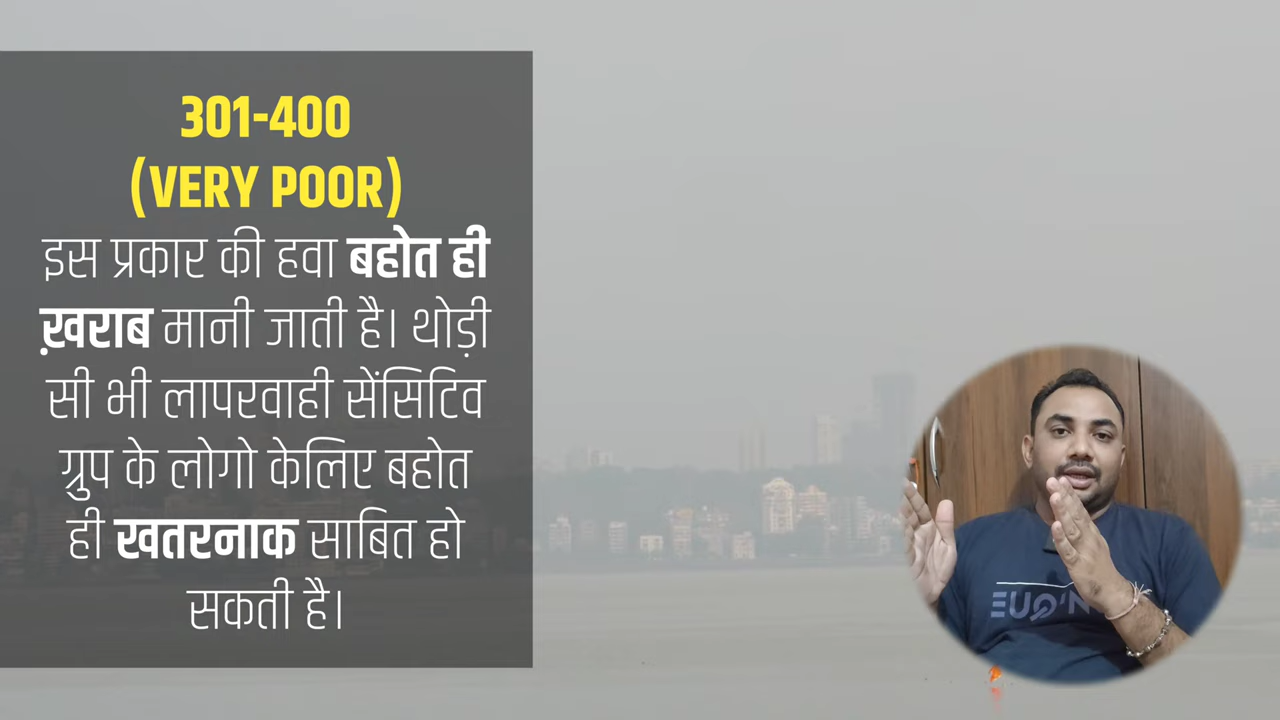 301-400
(VERY POOR)
इस प्रकार की हवा बहोत ही
ख़राब मानी जाती है। थोड़ी
सी भी लापरवाही सेंसिटिव
ग्रुप के लोगो केलिए बहोत
ही खतरनाक साबित हो
सकती है।